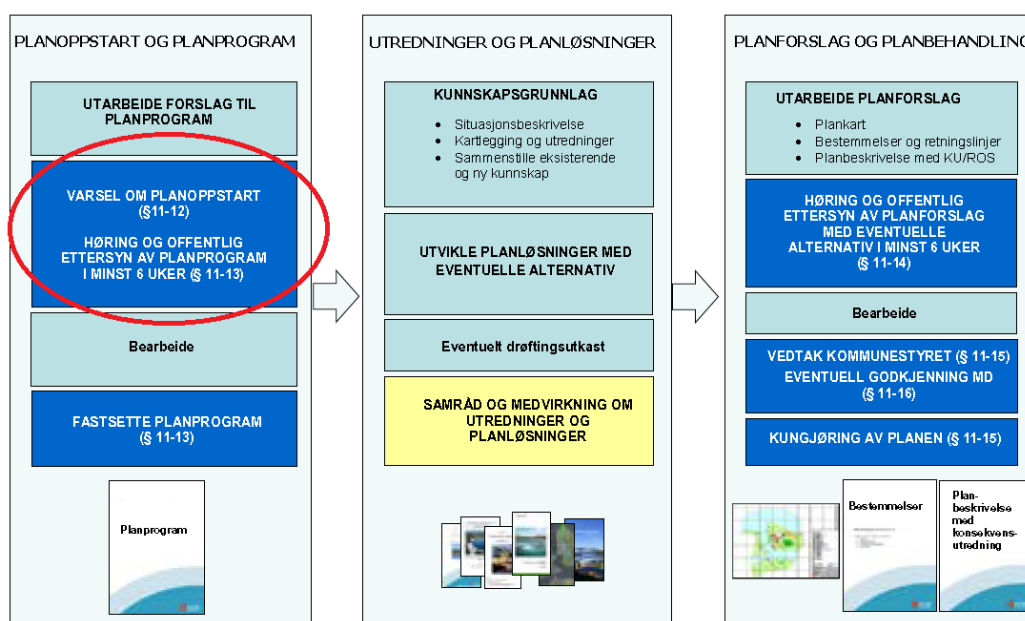 PLANOPPSTART OG PLANPROGRAM
UTARBEIDE FORSLAG TIL
PLANPROGRAM
VARSEL OM PLANOPPSTART
(§11-12)
HØRING OG OFFENTLIG
ETTERSYN AV PLANPROGRAM
I MINST 6 UKER (§ 11-13)
Bearbeide
FASTSETTE PLANPROGRAM
(§ 11-13)
Planprogram
UTREDNINGER OG PLANLØSNINGER
KUNNSKAPSGRUNNLAG
• Situasjonsbeskrivelse
• Kartlegging og utredninger
• Sammenstille eksisterende
og ny kunnskap
UTVIKLE PLANLØSNINGER MED
EVENTUELLE ALTERNATIV
Eventuelt drøftingsutkast
SAMRÅD OG MEDVIRKNING OM
UTREDNINGER OG
PLANLØSNINGER
PLANFORSLAG OG PLANBEHANDLING
UTARBEIDE PLANFORSLAG
• Plankart
• Bestemmelser og retningslinjer
• Planbeskrivelse med KU/ROS
HØRING OG OFFENTLIG
ETTERSYN AV PLANFORSLAG
MED EVENTUELLE
ALTERNATIV I MINST 6 UKER
(§ 11-14)
Bearbeide
VEDTAK KOMMUNESTYRET (§ 11-15)
EVENTUELL GODKJENNING MD
(§ 11-16)
KUNGJØRING AV PLANEN (§ 11-15)
Bestemmelser
Plan-
beskrivelse
med
konsekvens-
utredning